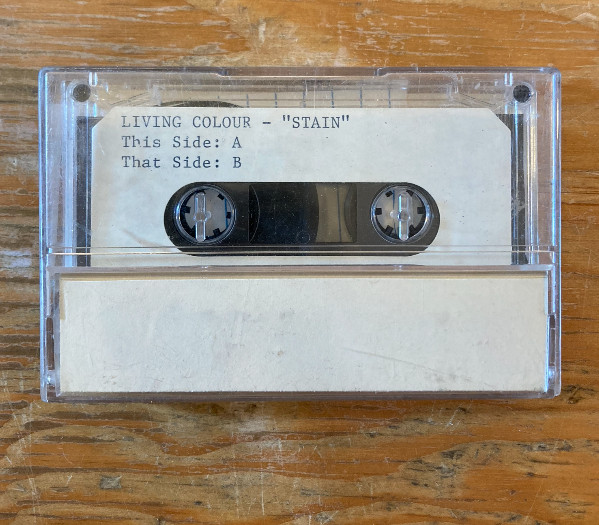 LIVING COLOUR - "STAIN"
This Side: A
That Side: B